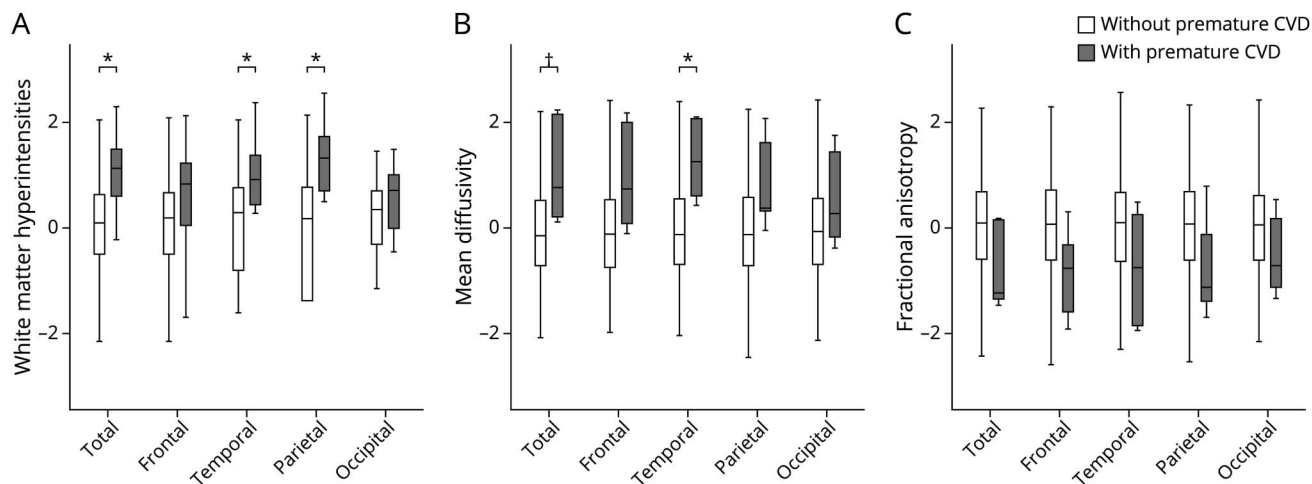 A
White matter hyperintensities
2
0
−2
* * *
Total
Frontal
Temporal
Parietal
Occipital
B
Mean diffusivity
2
0
−2
† *
Total
Frontal
Temporal
Parietal
Occipital
C
Without premature CVD
With premature CVD
Fractional anisotropy
2
0
−2
Total
Frontal
Temporal
Parietal
Occipital